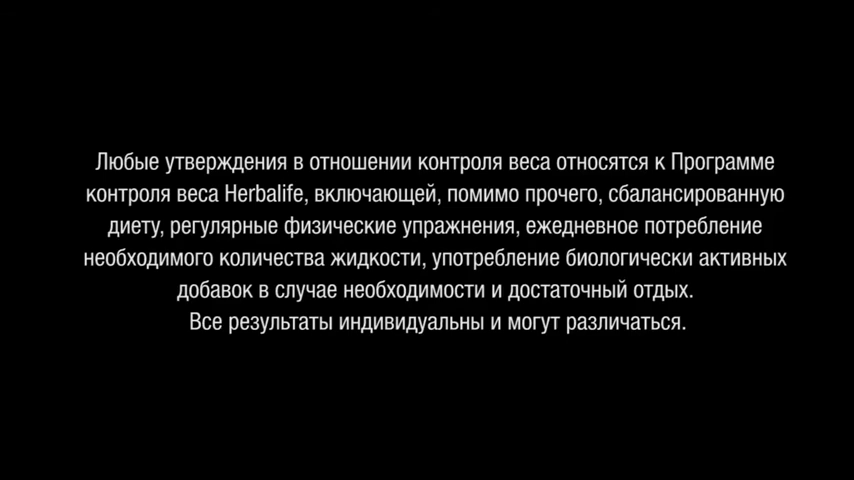 Любые утверждения в отношении контроля веса относятся к Программе
контроля веса Herbalife, включающей, помимо прочего, сбалансированную
диету, регулярные физические упражнения, ежедневное потребление
необходимого количества жидкости, употребление биологически активных
добавок в случае необходимости и достаточный отдых.
Все результаты индивидуальны и могут различаться.